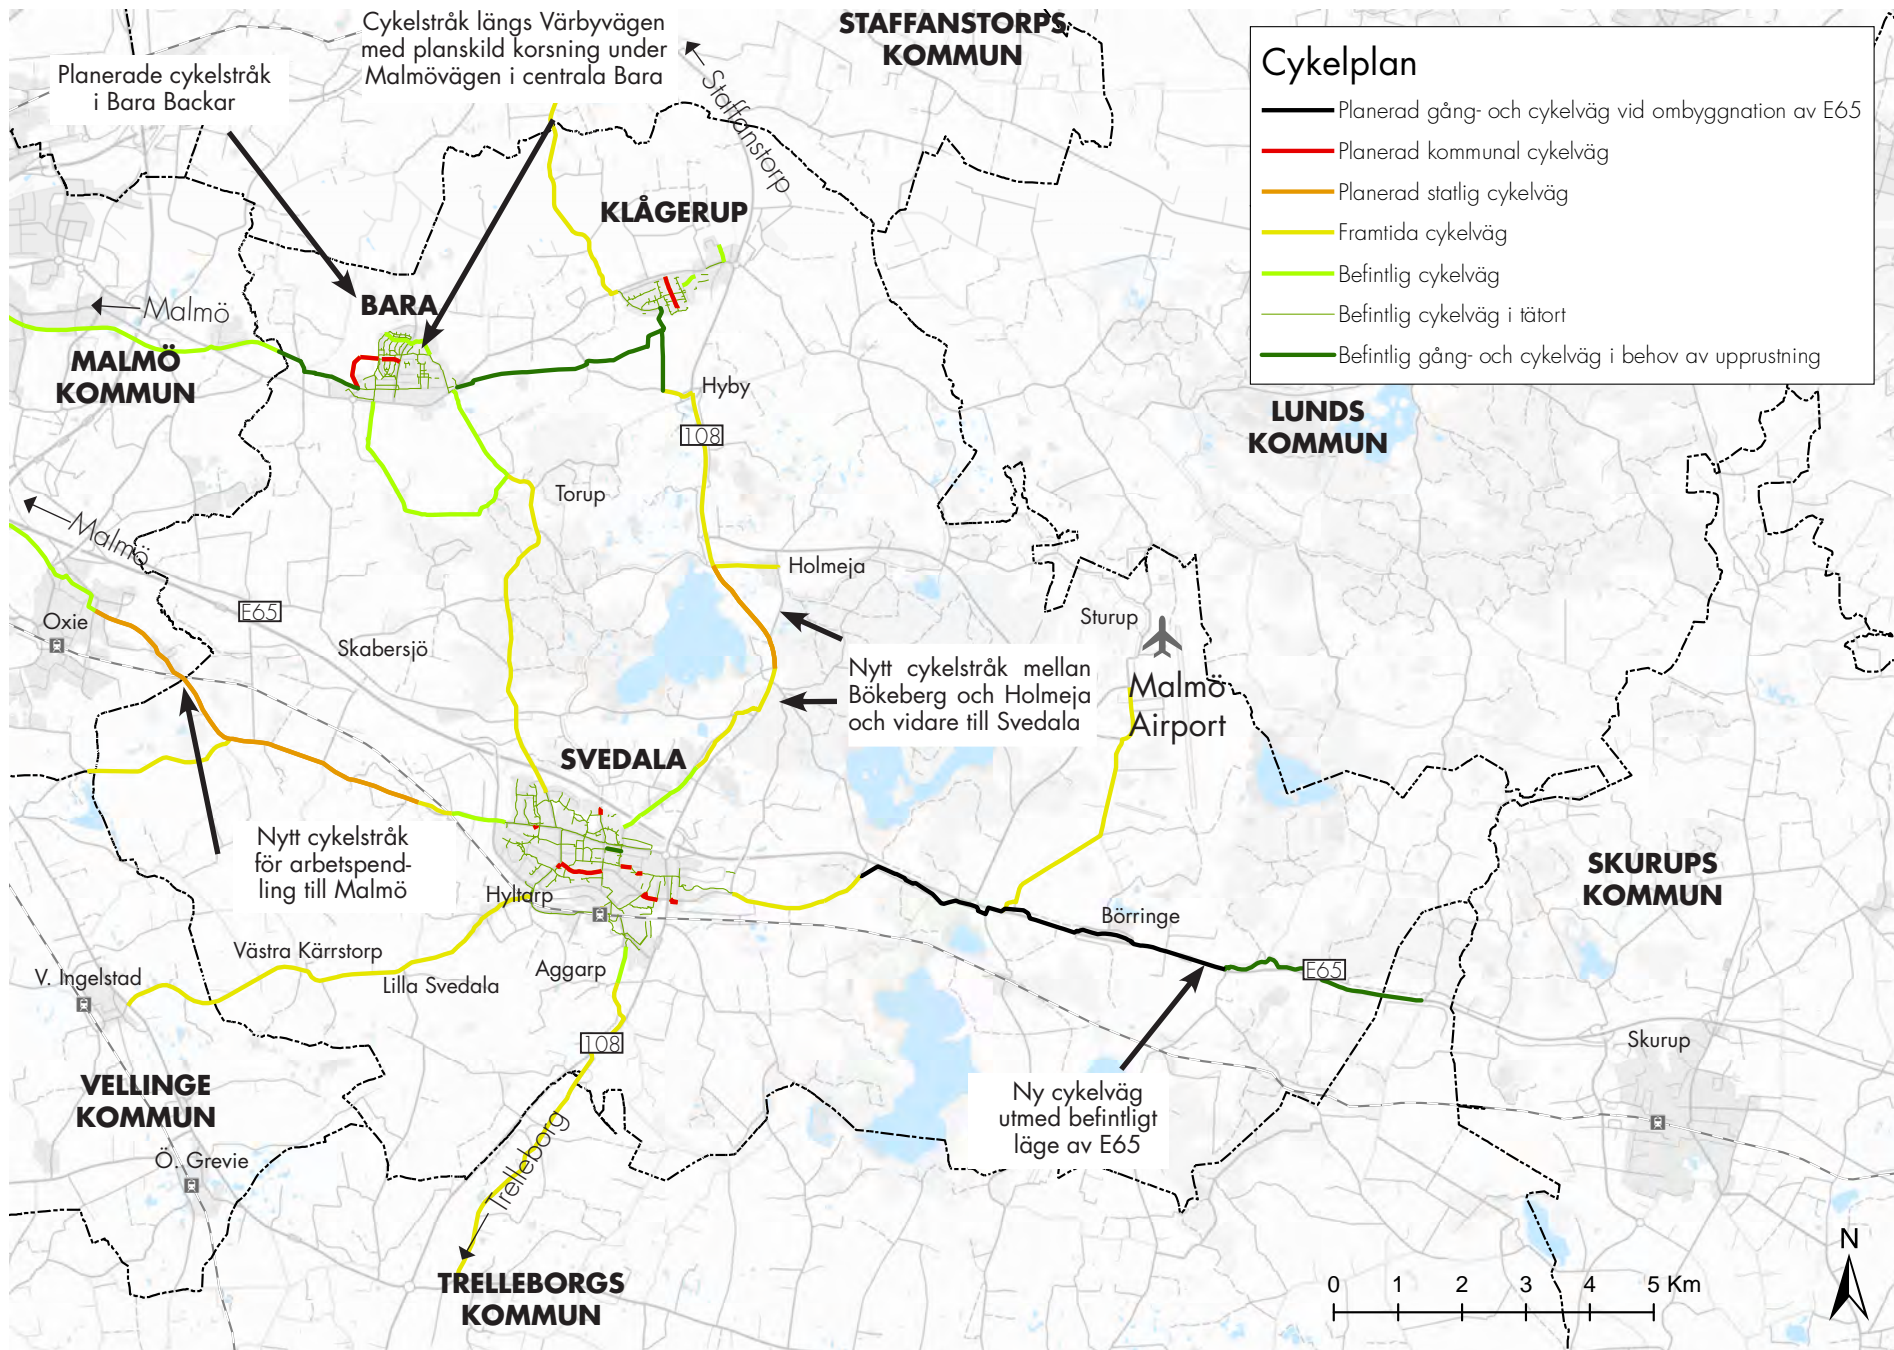 Cykelstråk längs Värbyvägen
med planskild korsning under
Malmövägen i centrala Bara
STAFFANSTORPS
KOMMUN
Planerade cykelstråk
i Bara Backar
Staffanstorp
Cykelplan
Planerad gång- och cykelväg vid ombyggnation av E65
Planerad kommunal cykelväg
Planerad statlig cykelväg
Framtida cykelväg
Befintlig cykelväg
Befintlig cykelväg i tätort
Befintlig gång- och cykelväg i behov av upprustning
KLÅGERUP
BARA
Malmö
MALMÖ
KOMMUN
Hyby
108
LUNDS
KOMMUN
Torup
Malmö
Holmeja
Oxie
E65
Skabersjö
Sturup
Nytt cykelstråk mellan
Bökeberg och Holmeja
och vidare till Svedala
Malmö
Airport
SVEDALA
Nytt cykelstråk
för arbetspend-
ling till Malmö
Hyltarp
SKURUPS
KOMMUN
Börringe
Västra Kärrstorp
V. Ingelstad
Lilla Svedala
Aggarp
E65
108
Skurup
VELLINGE
KOMMUN
Ny cykelväg
utmed befintligt
läge av E65
Ö. Grevie
Trelleborg
TRELLEBORGS
KOMMUN
N
0 1 2 3 4 5 Km